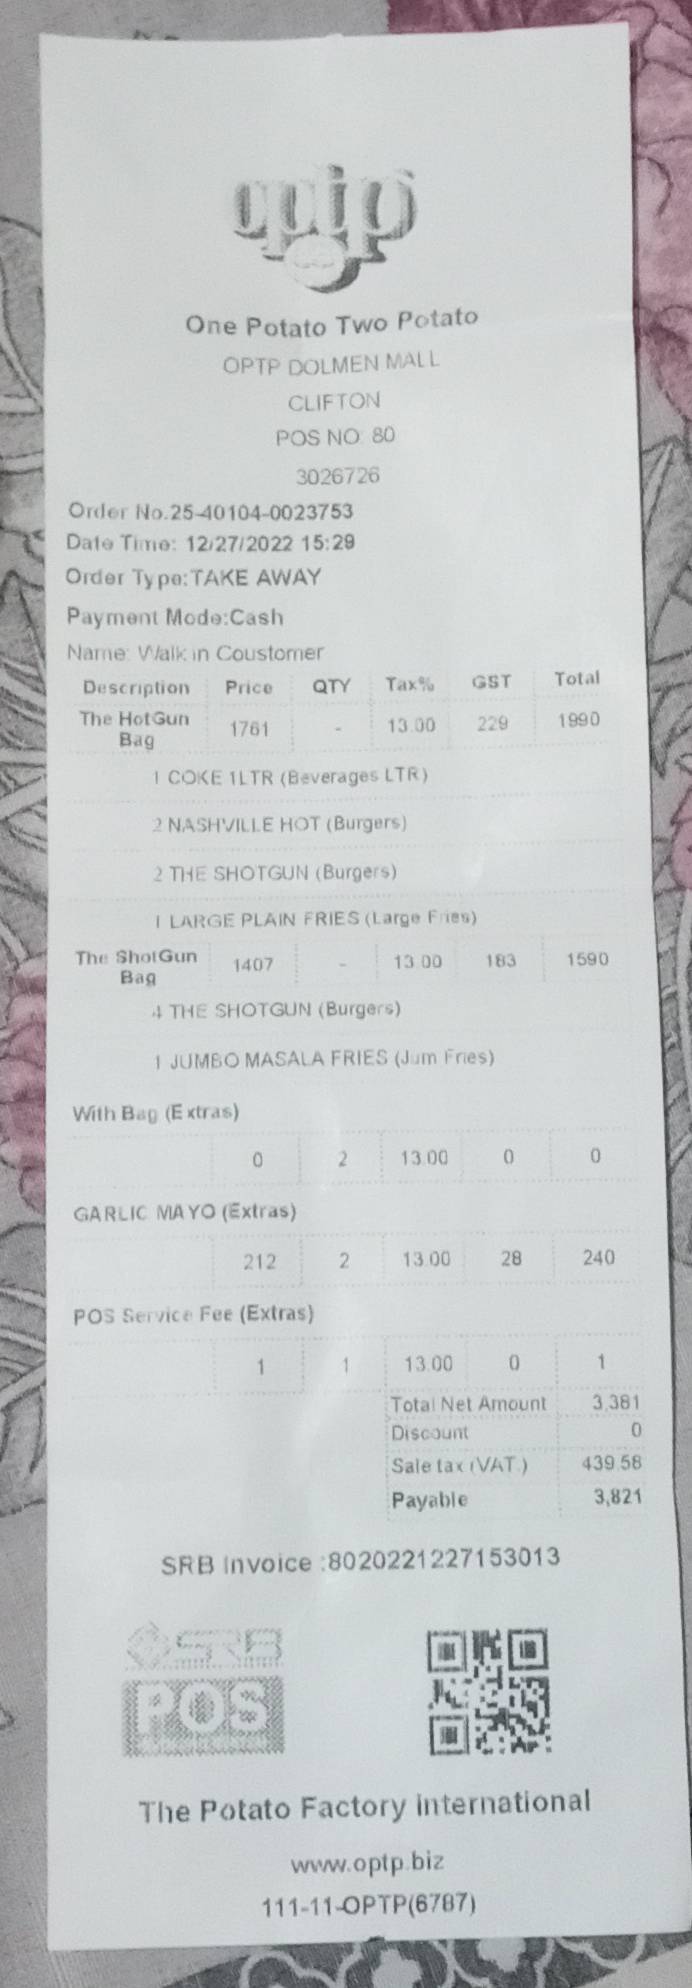 optp
One Potato Two Potato
OPTP DOLMEN MALL
CLIFTON
POS NO: 80
3026726
Order No.25-40104-0023753
Date Time: 12/27/2022 15:29
Order Type:TAKE AWAY
Payment Mode:Cash
Name: Walk in Coustomer
Description Price QTY Tax% GST Total
The HotGun Bag 1761 - 13.00 229 1990
1 COKE 1LTR (Beverages LTR)
2 NASHVILLE HOT (Burgers)
2 THE SHOTGUN (Burgers)
1 LARGE PLAIN FRIES (Large Fries)
The ShotGun Bag 1407 - 13.00 183 1590
4 THE SHOTGUN (Burgers)
1 JUMBO MASALA FRIES (Jum Fries)
With Bag (Extras)
0 2 13.00 0 0
GARLIC MAYO (Extras)
212 2 13.00 28 240
POS Service Fee (Extras)
1 1 13.00 0 1
Total Net Amount 3,381
Discount 0
Sale tax (VAT.) 439.58
Payable 3,821
SRB Invoice :8020221227153013
SRB
POS
The Potato Factory international
www.optp.biz
111-11-OPTP(6787)